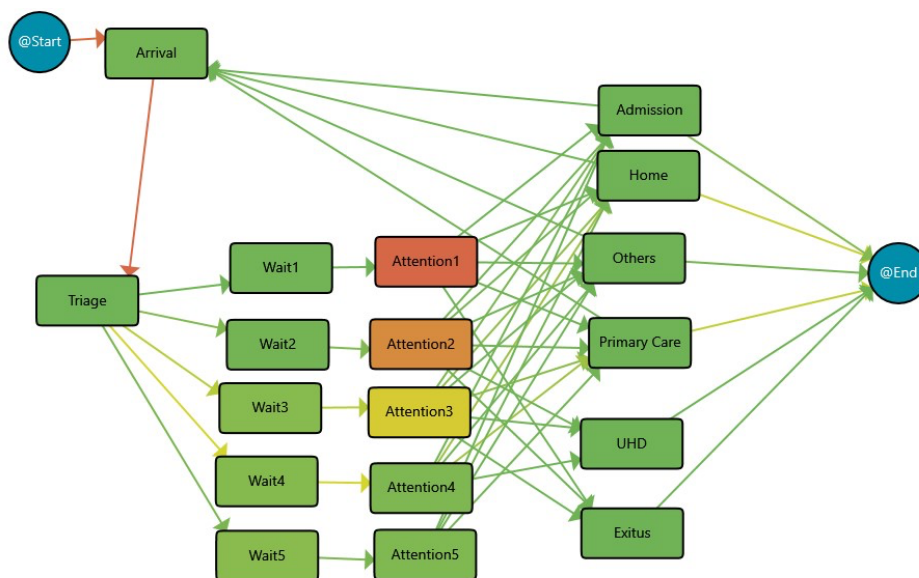 @Start
Arrival
Admission
Home
Wait1
Attention1
Others
@End
Triage
Wait2
Attention2
Primary Care
Wait3
Attention3
UHD
Wait4
Attention4
Exitus
Wait5
Attention5